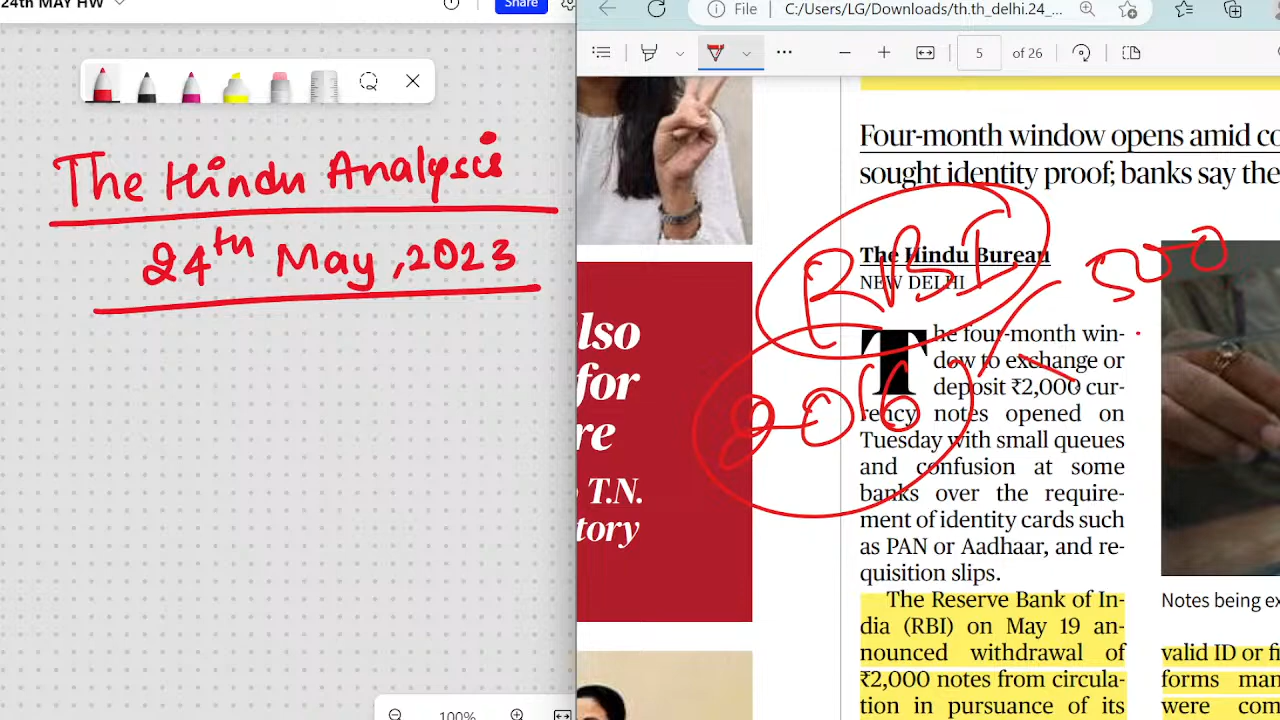 24th MAY HW
Share
The Hindu Analysis
24th May, 2023
100%
File
C:/Users/LG/Downloads/th.th_delhi.24_...
5
of 26
lso
for
re
T.N.
tory
Four-month window opens amid co
sought identity proof; banks say the
The Hindu Bureau
NEW DELHI
RBI
500
2016
The four-month win-
dow to exchange or
deposit ₹2,000 cur-
rency notes opened on
Tuesday with small queues
and confusion at some
banks over the require-
ment of identity cards such
as PAN or Aadhaar, and re-
quisition slips.
The Reserve Bank of In-
dia (RBI) on May 19 an-
nounced withdrawal of
₹2,000 notes from circula-
tion in pursuance of its
Notes being ex
valid ID or fi
forms man
were com